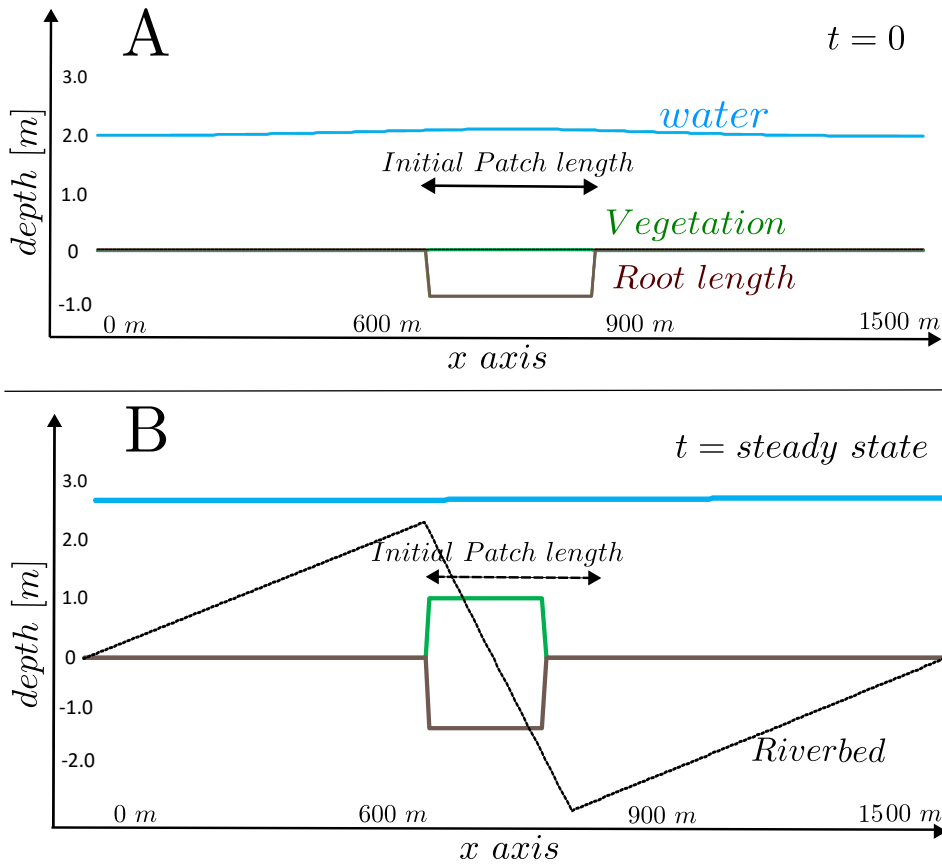 A
t = 0
3.0
water
2.0
Initial Patch length
1.0
Vegetation
0
Root length
-1.0
0 m
600 m
900 m
1500 m
depth [m]
x axis
B
t = steady state
3.0
2.0
Initial Patch length
1.0
0
-1.0
Riverbed
-2.0
0 m
600 m
900 m
1500 m
depth [m]
x axis